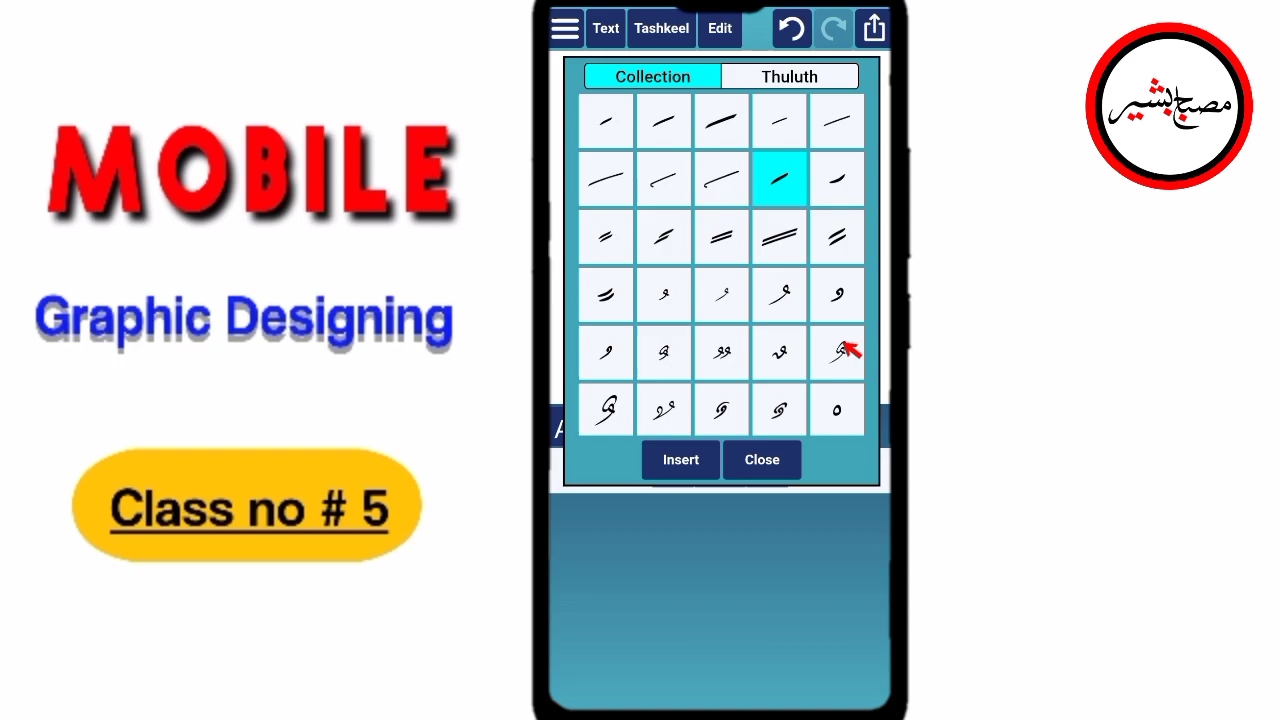 MOBILE
Graphic Designing
Class no # 5
Text Tashkeel Edit
Collection Thuluth
Insert Close
مصباح بشیر